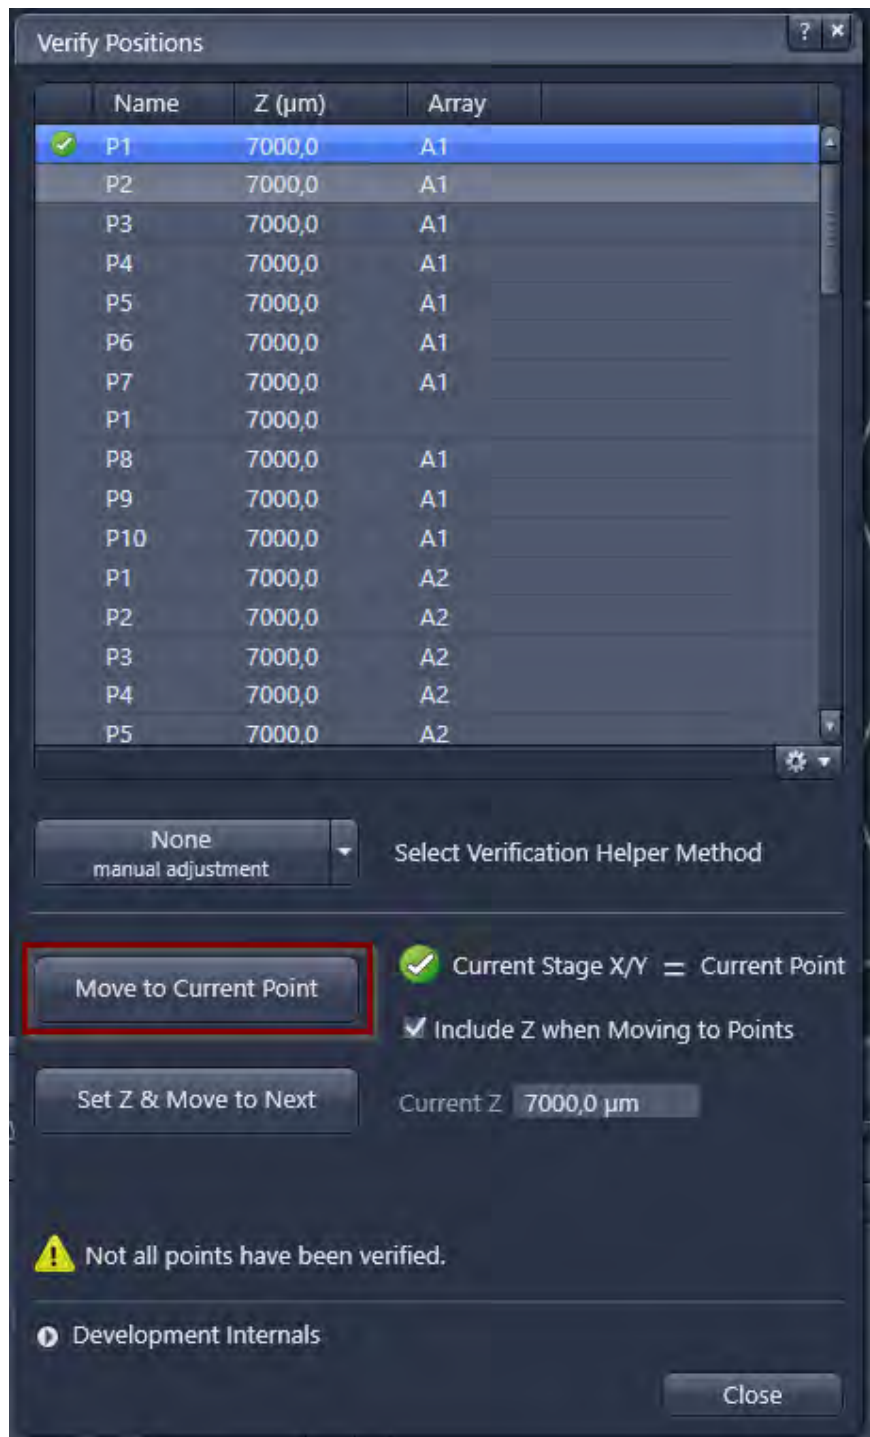 Verify Positions ? ×
Name Z (µm) Array
P1 7000,0 A1
P2 7000,0 A1
P3 7000,0 A1
P4 7000,0 A1
P5 7000,0 A1
P6 7000,0 A1
P7 7000,0 A1
P1 7000,0
P8 7000,0 A1
P9 7000,0 A1
P10 7000,0 A1
P1 7000,0 A2
P2 7000,0 A2
P3 7000,0 A2
P4 7000,0 A2
P5 7000,0 A2
None
manual adjustment
Select Verification Helper Method
Move to Current Point
Current Stage X/Y = Current Point
Include Z when Moving to Points
Set Z & Move to Next
Current Z 7000,0 µm
Not all points have been verified.
Development Internals
Close